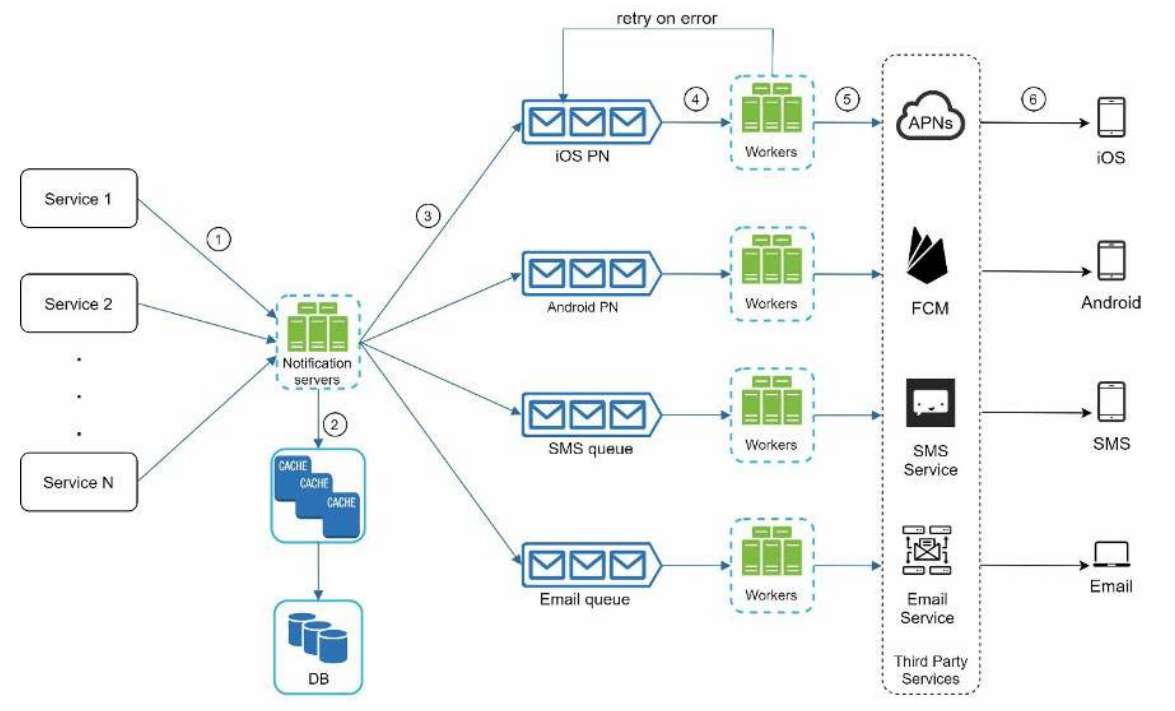 retry on error
4
5
6
APNs
iOS PN
Workers
iOS
Service 1
3
1
Service 2
Android PN
Workers
FCM
Android
Notification
servers
2
SMS queue
Workers
SMS
Service
SMS
Service N
CACHE
CACHE
CACHE
Email queue
Workers
Email
Service
Email
DB
Third Party
Services